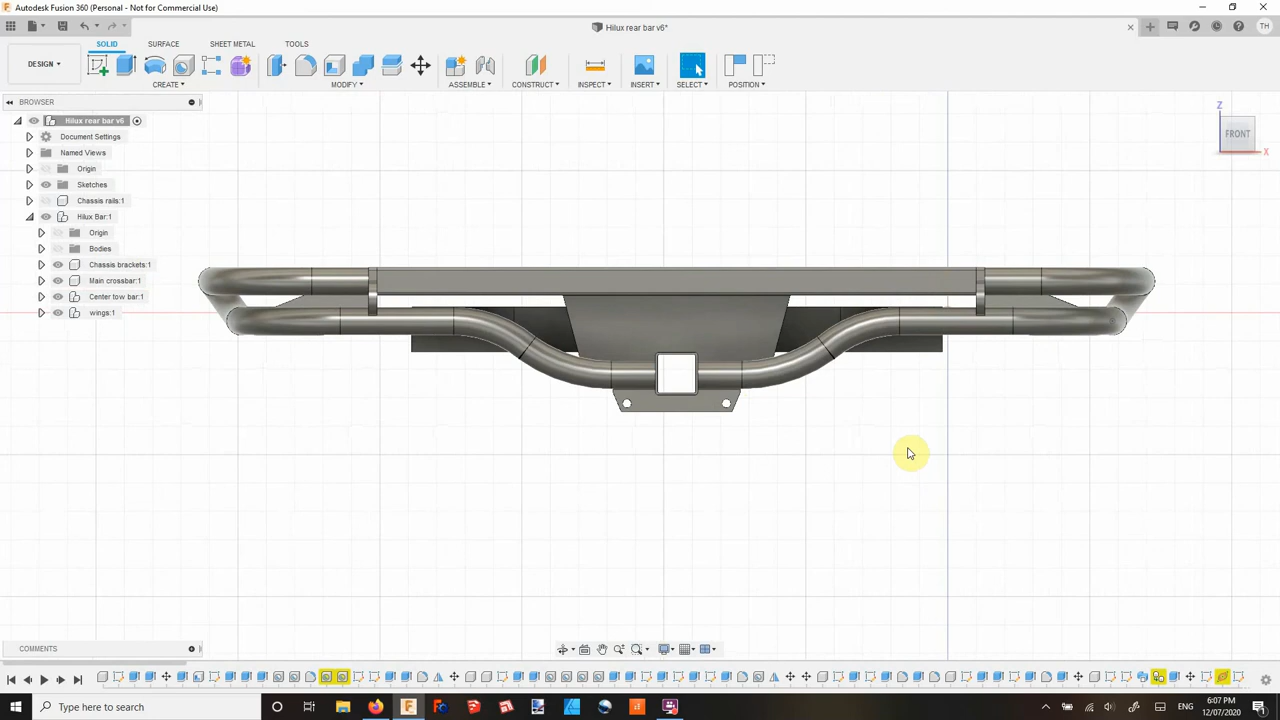 Autodesk Fusion 360 (Personal - Not for Commercial Use)
Hilux rear bar v6*
TH
DESIGN
SOLID
SURFACE
SHEET METAL
TOOLS
CREATE
MODIFY
ASSEMBLE
CONSTRUCT
INSPECT
INSERT
SELECT
POSITION
BROWSER
Hilux rear bar v6
Document Settings
Named Views
Origin
Sketches
Chassis rails:1
Hilux Bar:1
Origin
Bodies
Chassis brackets:1
Main crossbar:1
Center tow bar:1
wings:1
Z
FRONT
X
COMMENTS
Type here to search
ENG
6:07 PM
12/07/2020
1